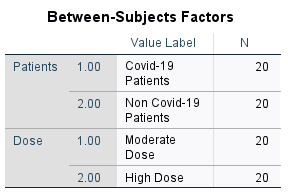 Between-Subjects Factors
Value Label N
Patients 1.00 Covid-19 Patients 20
2.00 Non Covid-19 Patients 20
Dose 1.00 Moderate Dose 20
2.00 High Dose 20